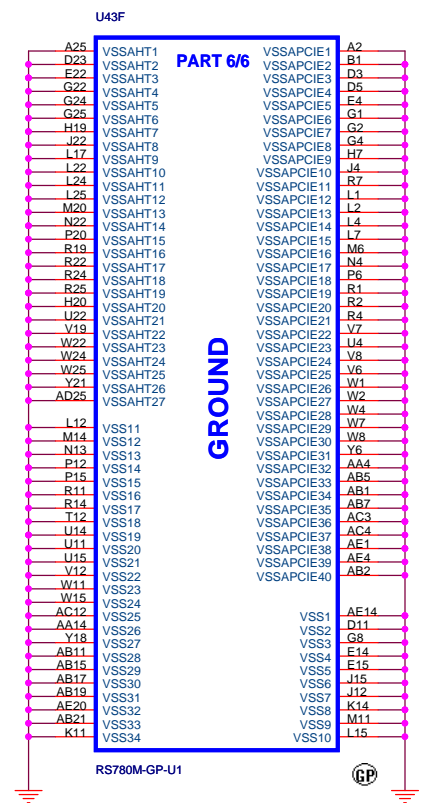 U43F
PART 6/6
A25 VSSAHT1 VSSAPCIE1 A2
D23 VSSAHT2 VSSAPCIE2 B1
E22 VSSAHT3 VSSAPCIE3 D3
G22 VSSAHT4 VSSAPCIE4 D5
G24 VSSAHT5 VSSAPCIE5 E4
G25 VSSAHT6 VSSAPCIE6 G1
H19 VSSAHT7 VSSAPCIE7 G2
J22 VSSAHT8 VSSAPCIE8 G4
L17 VSSAHT9 VSSAPCIE9 H7
L22 VSSAHT10 VSSAPCIE10 J4
L24 VSSAHT11 VSSAPCIE11 R7
L25 VSSAHT12 VSSAPCIE12 L1
M20 VSSAHT13 VSSAPCIE13 L2
N22 VSSAHT14 VSSAPCIE14 L4
P20 VSSAHT15 VSSAPCIE15 L7
R19 VSSAHT16 VSSAPCIE16 M6
R22 VSSAHT17 VSSAPCIE17 N4
R24 VSSAHT18 VSSAPCIE18 P6
R25 VSSAHT19 VSSAPCIE19 R1
H20 VSSAHT20 VSSAPCIE20 R2
U22 VSSAHT21 VSSAPCIE21 R4
V19 VSSAHT22 VSSAPCIE22 V7
W22 VSSAHT23 VSSAPCIE23 U4
W24 VSSAHT24 VSSAPCIE24 V8
W25 VSSAHT25 VSSAPCIE25 V6
Y21 VSSAHT26 VSSAPCIE26 W1
AD25 VSSAHT27 VSSAPCIE27 W2
VSSAPCIE28 W4
L12 VSS11 VSSAPCIE29 W7
M14 VSS12 VSSAPCIE30 W8
N13 VSS13 VSSAPCIE31 Y6
P12 VSS14 VSSAPCIE32 AA4
P15 VSS15 VSSAPCIE33 AB5
R11 VSS16 VSSAPCIE34 AB1
R14 VSS17 VSSAPCIE35 AB7
T12 VSS18 VSSAPCIE36 AC3
U14 VSS19 VSSAPCIE37 AC4
U11 VSS20 VSSAPCIE38 AE1
U15 VSS21 VSSAPCIE39 AE4
V12 VSS22 VSSAPCIE40 AB2
W11 VSS23
W15 VSS24
AC12 VSS25 VSS1 AE14
AA14 VSS26 VSS2 D11
Y18 VSS27 VSS3 G8
AB11 VSS28 VSS4 E14
AB15 VSS29 VSS5 E15
AB17 VSS30 VSS6 J15
AB19 VSS31 VSS7 J12
AE20 VSS32 VSS8 K14
AB21 VSS33 VSS9 M11
K11 VSS34 VSS10 L15
GROUND
RS780M-GP-U1
GP